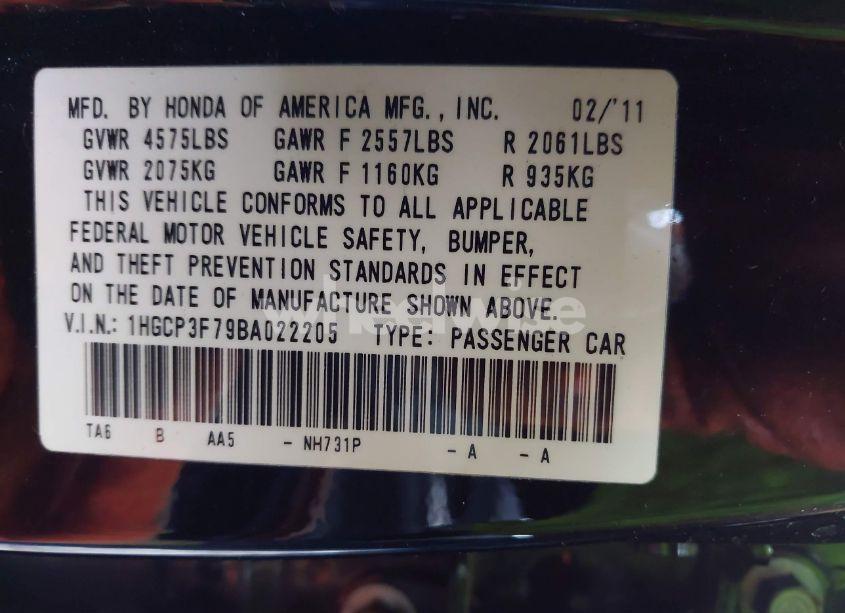 MFD. BY HONDA OF AMERICA MFG., INC. 02/'11
GVWR 4575LBS GAWR F 2557LBS R 2061LBS
GVWR 2075KG GAWR F 1160KG R 935KG
THIS VEHICLE CONFORMS TO ALL APPLICABLE
FEDERAL MOTOR VEHICLE SAFETY, BUMPER,
AND THEFT PREVENTION STANDARDS IN EFFECT
ON THE DATE OF MANUFACTURE SHOWN ABOVE.
wheelwise
V.I.N.: 1HGCP3F79BA022205 TYPE: PASSENGER CAR
TA6 B AA5 - NH731P - A - A